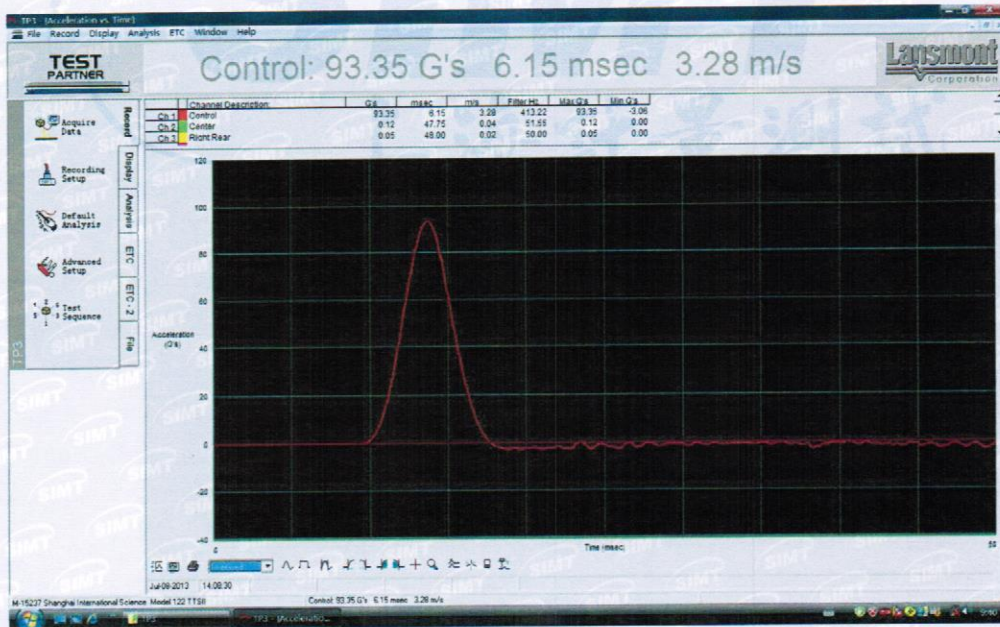 TP3 - [Acceleration vs. Time]
File Record Display Analysis ETC Window Help
TEST
PARTNER
Control: 93.35 G's 6.15 msec 3.28 m/s
Lansmont
Corporation
Channel Description: G's msec m/s Filter Hz Max G's Min G's
Ch 1 Control 93.35 6.15 3.28 413.22 93.35 -3.06
Ch 2 Center 0.12 47.75 0.04 51.55 0.12 0.00
Ch 3 Right Rear 0.05 48.00 0.02 50.00 0.05 0.00
Acquire
Data
Recording
Setup
Default
Analysis
Advanced
Setup
Test
Sequence
TP3
Record
Display
Analysis
ETC
ETC - 2
File
120
100
80
60
Acceleration
(G's)
40
20
0
-20
-40
0
Time (msec)
50
Jul-08-2013 14:09:30
M-15237 Shanghai International Science Model 122 TTSII Control: 93.35 G's 6.15 msec 3.28 m/s
TP3
TP3 - [Acceleratio...
SIMT